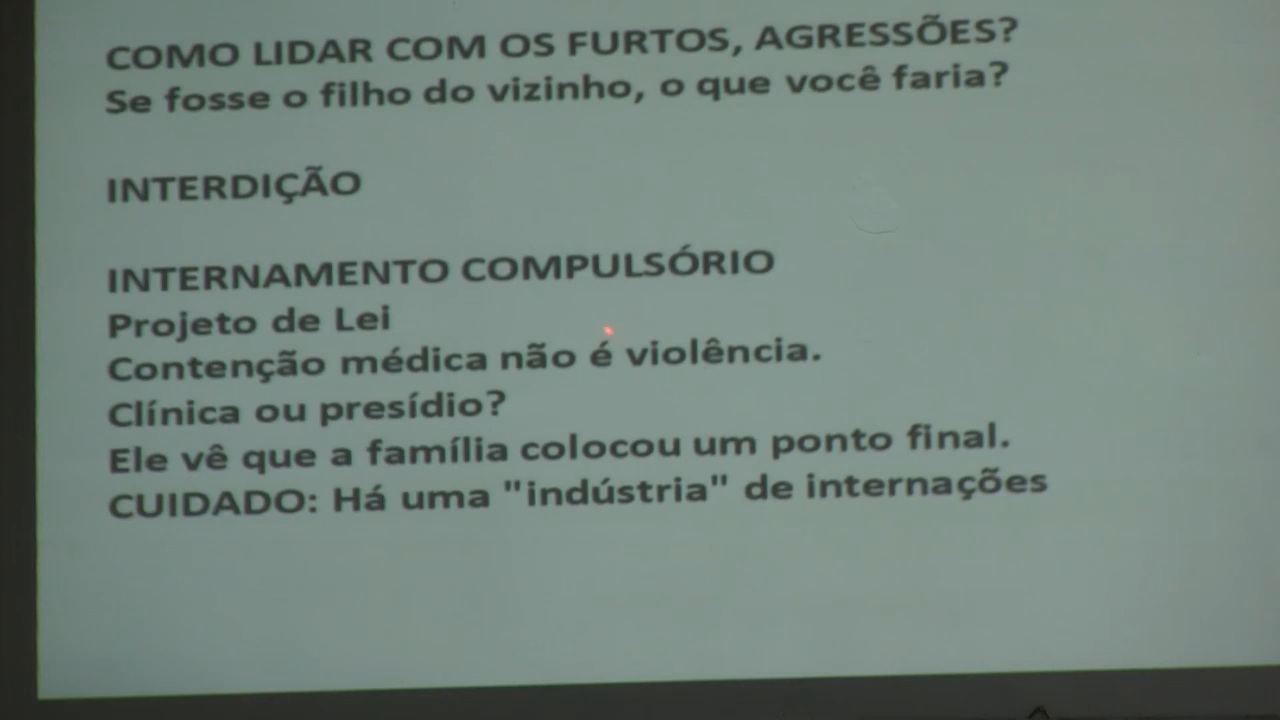 COMO LIDAR COM OS FURTOS, AGRESSÕES?
Se fosse o filho do vizinho, o que você faria?
INTERDIÇÃO
INTERNAMENTO COMPULSÓRIO
Projeto de Lei
Contenção médica não é violência.
Clínica ou presídio?
Ele vê que a família colocou um ponto final.
CUIDADO: Há uma "indústria" de internações